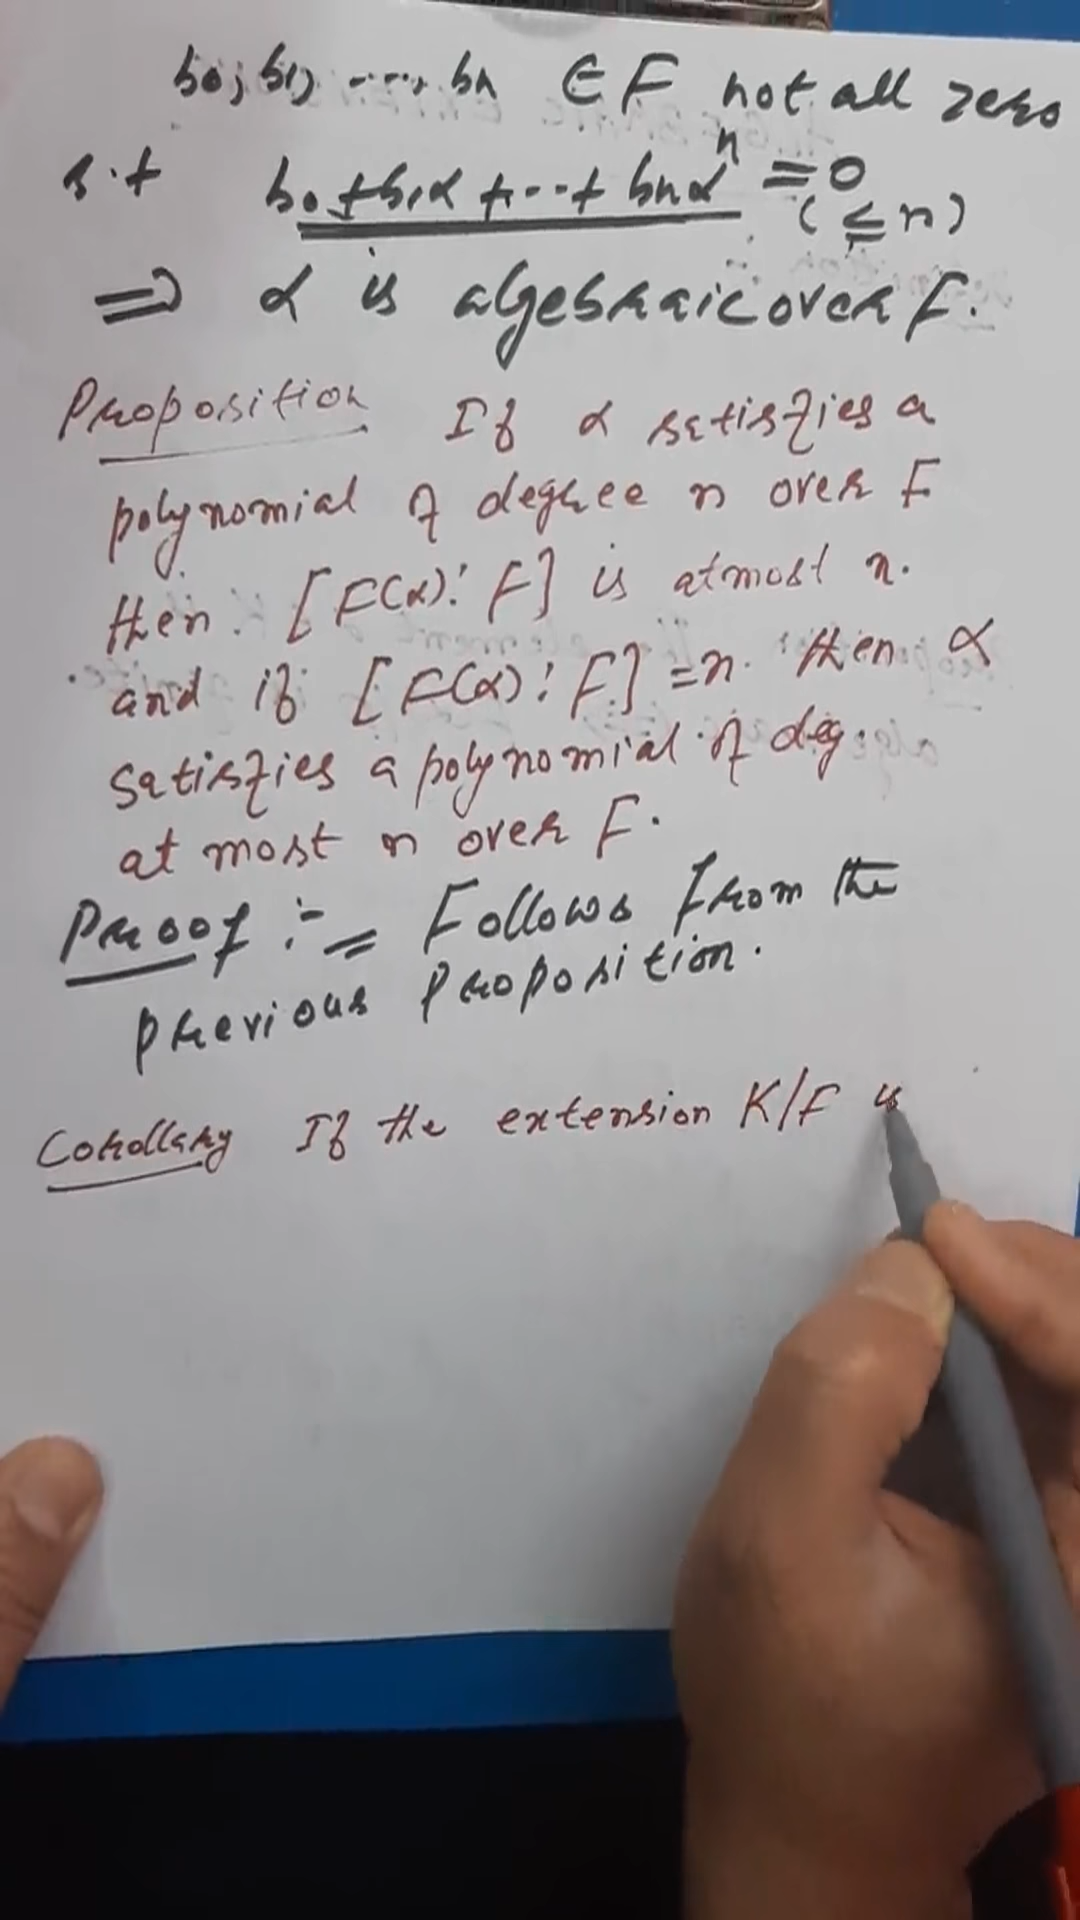 b0, b1, ...., bn ∈ F not all zero
s.t b0 + b1α + ... + bnα^n = 0
(≤ n)
⇒ α is algebraic over F.
Proposition If α satisfies a
polynomial of degree n over F
then [F(α) : F] is atmost n.
and if [F(α) : F] = n then α
satisfies a polynomial of deg.
at most n over F.
Proof :- Follows from the
previous proposition.
Corollary If the extension K/F is